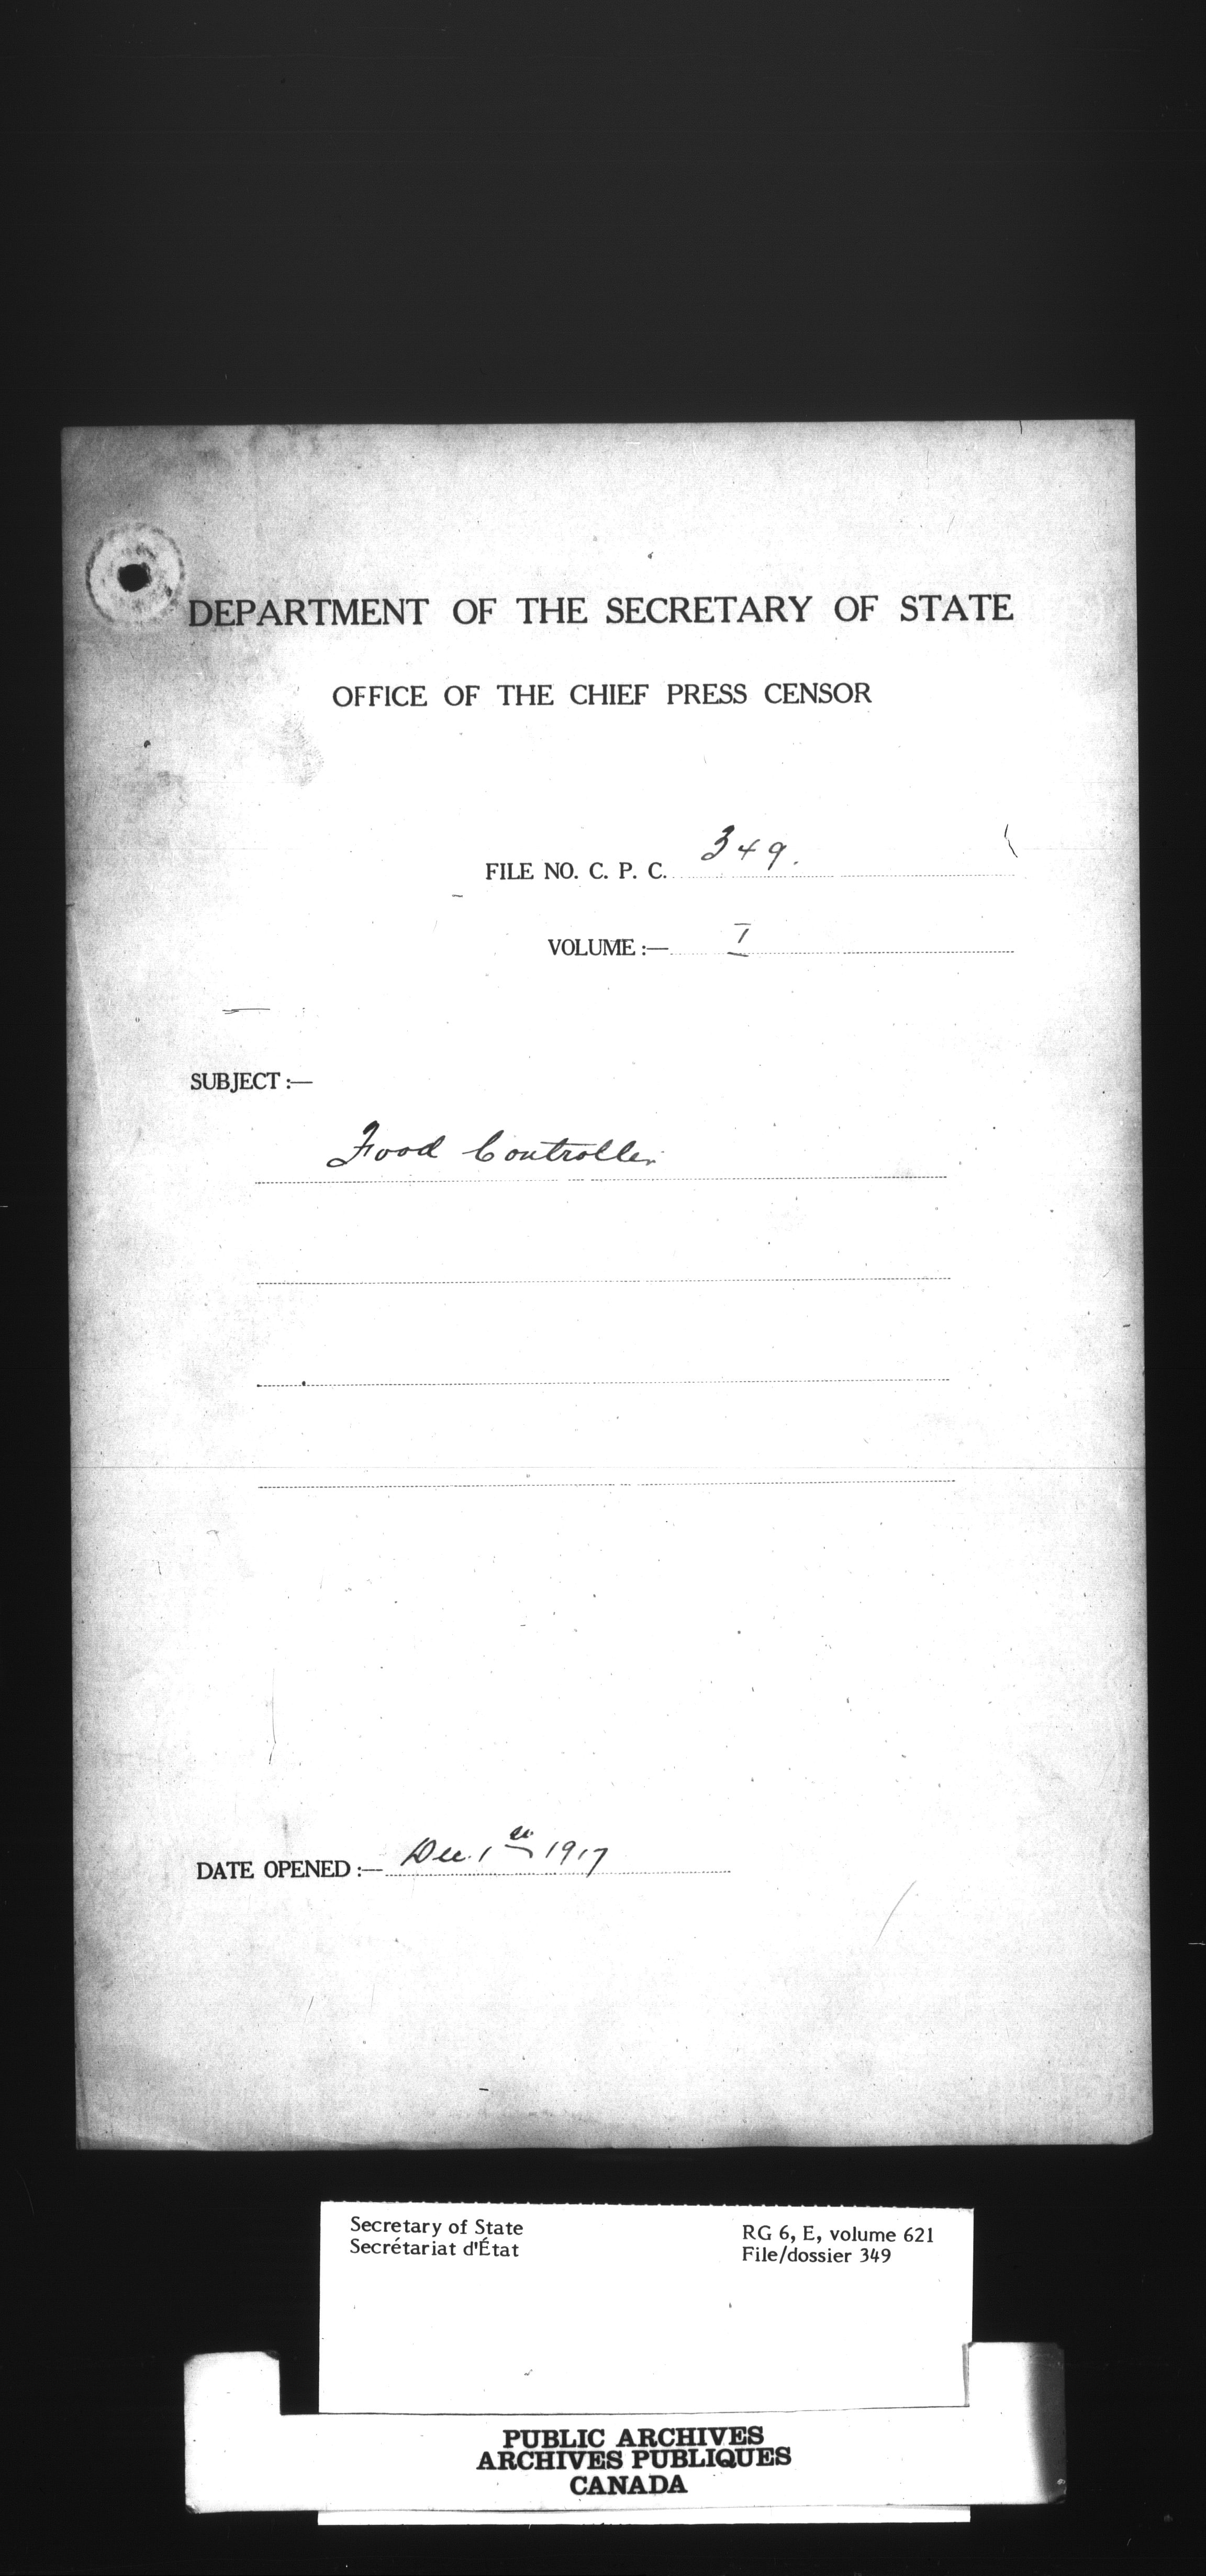 DEPARTMENT OF THE SECRETARY OF STATE
OFFICE OF THE CHIEF PRESS CENSOR
FILE NO. C. P. C. 349.
VOLUME :— I
SUBJECT :—
Food Controller
DATE OPENED :— Dec. 1 1917
Secretary of State
Secrétariat d'État
RG 6, E, volume 621
File/dossier 349
PUBLIC ARCHIVES
ARCHIVES PUBLIQUES
CANADA